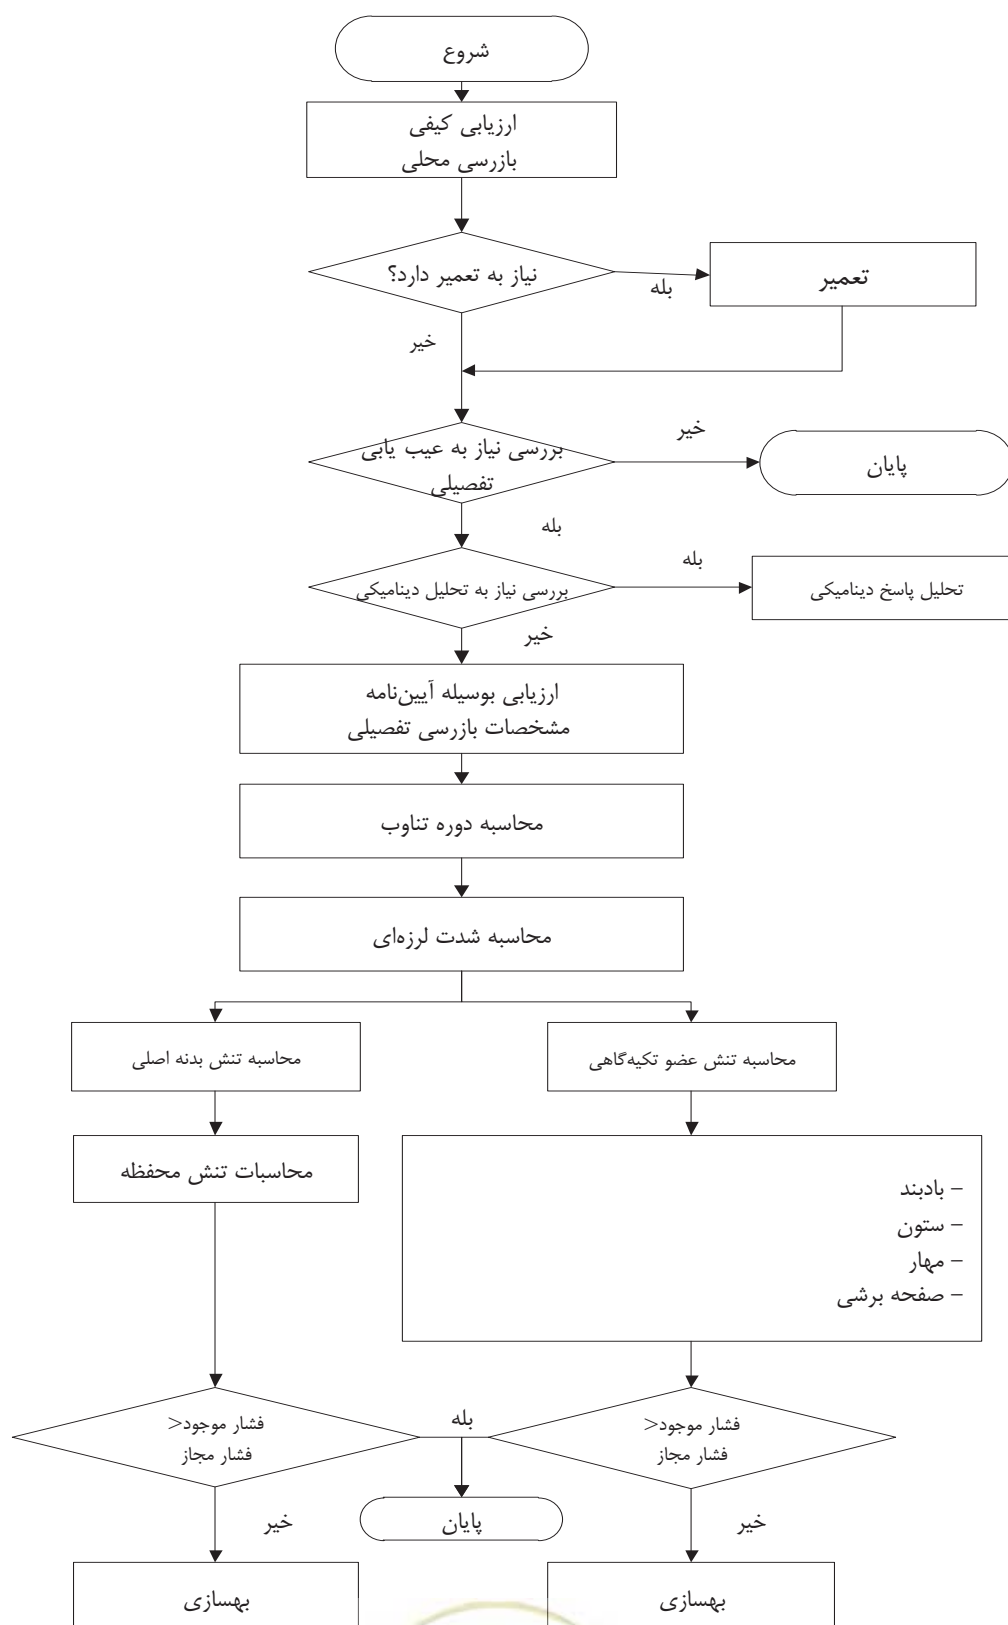 شروع
ارزیابی کیفی
بازرسی محلی
نیاز به تعمیر دارد؟
بله
تعمیر
خیر
بررسی نیاز به عیب یابی
تفصیلی
خیر
پایان
بله
بررسی نیاز به تحلیل دینامیکی
بله
تحلیل پاسخ دینامیکی
خیر
ارزیابی بوسیله آیین‌نامه
مشخصات بازرسی تفصیلی
محاسبه دوره تناوب
محاسبه شدت لرزه‌ای
محاسبه تنش عضو تکیه‌گاهی
محاسبه تنش بدنه اصلی
– بادبند
– ستون
– مهار
– صفحه برشی
محاسبات تنش محفظه
فشار موجود<
فشار مجاز
بله
فشار موجود<
فشار مجاز
خیر
پایان
خیر
بهسازی
بهسازی